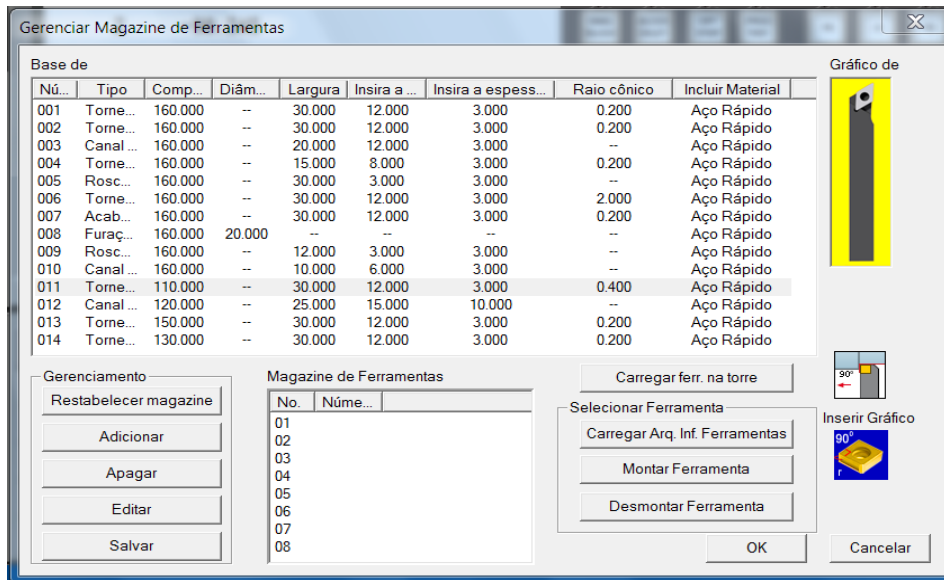 Gerenciar Magazine de Ferramentas
Base de
Gráfico de
Nú... Tipo Comp... Diâm... Largura Insira a ... Insira a espess... Raio cônico Incluir Material
001 Torne... 160.000 -- 30.000 12.000 3.000 0.200 Aço Rápido
002 Torne... 160.000 -- 30.000 12.000 3.000 0.200 Aço Rápido
003 Canal ... 160.000 -- 20.000 12.000 3.000 -- Aço Rápido
004 Torne... 160.000 -- 15.000 8.000 3.000 0.200 Aço Rápido
005 Rosc... 160.000 -- 30.000 3.000 3.000 -- Aço Rápido
006 Torne... 160.000 -- 30.000 12.000 3.000 2.000 Aço Rápido
007 Acab... 160.000 -- 30.000 12.000 3.000 0.200 Aço Rápido
008 Furaç... 160.000 20.000 -- -- -- -- Aço Rápido
009 Rosc... 160.000 -- 12.000 3.000 3.000 -- Aço Rápido
010 Canal ... 160.000 -- 10.000 6.000 3.000 -- Aço Rápido
011 Torne... 110.000 -- 30.000 12.000 3.000 0.400 Aço Rápido
012 Canal ... 120.000 -- 25.000 15.000 10.000 -- Aço Rápido
013 Torne... 150.000 -- 30.000 12.000 3.000 0.200 Aço Rápido
014 Torne... 130.000 -- 30.000 12.000 3.000 0.200 Aço Rápido
Gerenciamento
Restabelecer magazine
Adicionar
Apagar
Editar
Salvar
Magazine de Ferramentas
No. Núme...
01
02
03
04
05
06
07
08
Carregar ferr. na torre
Selecionar Ferramenta
Carregar Arq. Inf. Ferramentas
Montar Ferramenta
Desmontar Ferramenta
90°
Inserir Gráfico
90°
r
OK
Cancelar